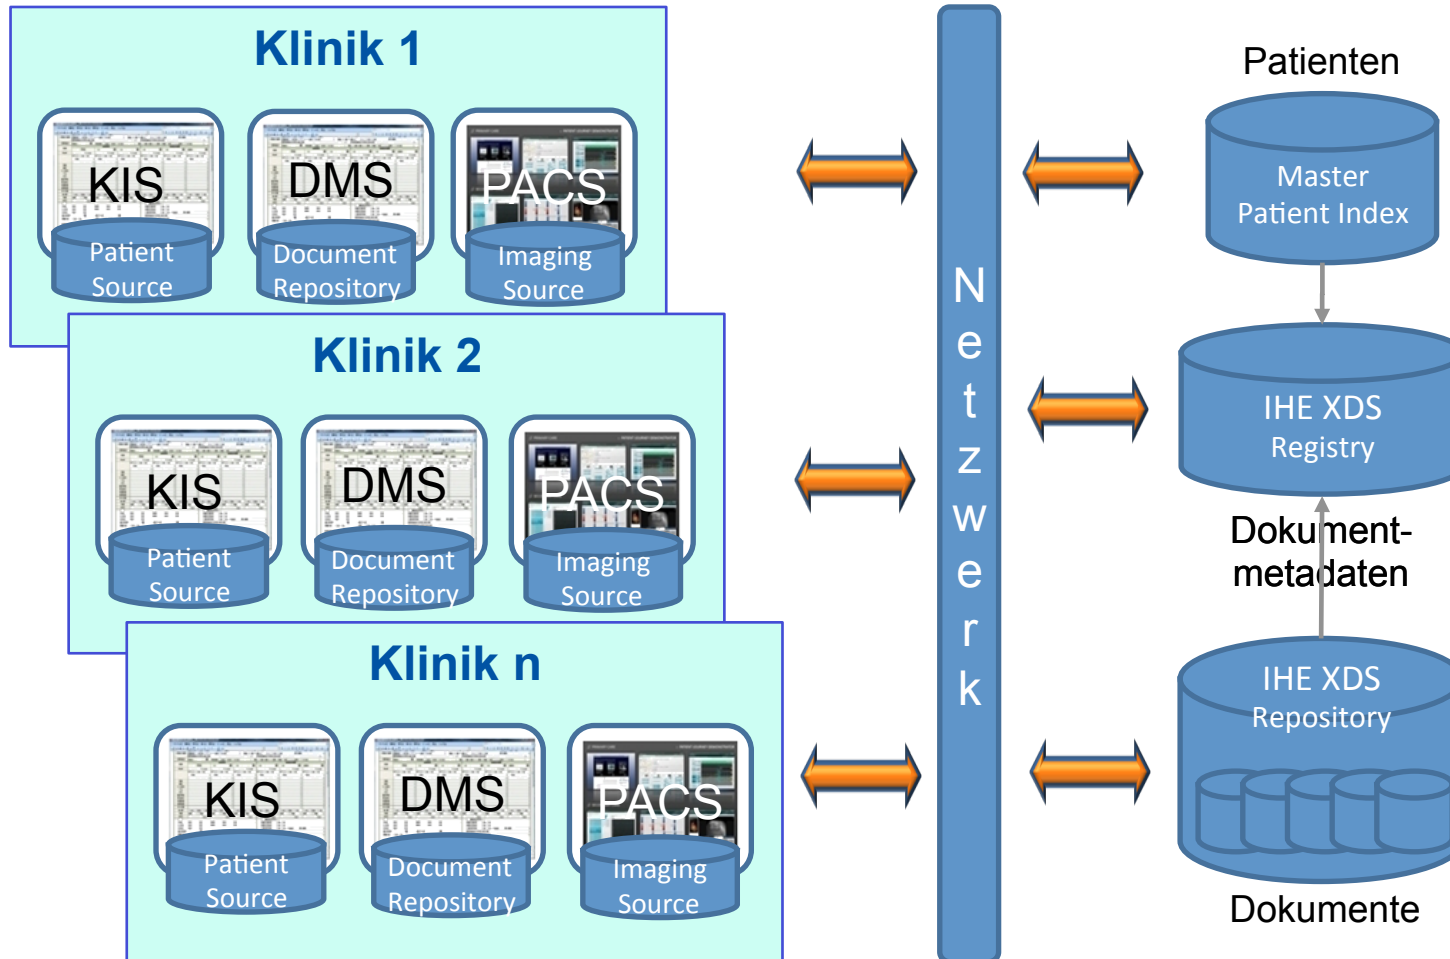 Klinik 1
KIS
Patient
Source
DMS
Document
Repository
PACS
Imaging
Source
Klinik 2
KIS
Patient
Source
DMS
Document
Repository
PACS
Imaging
Source
Klinik n
KIS
Patient
Source
DMS
Document
Repository
PACS
Imaging
Source
Netzwerk
Patienten
Master
Patient Index
IHE XDS
Registry
Dokument-
metadaten
IHE XDS
Repository
Dokumente